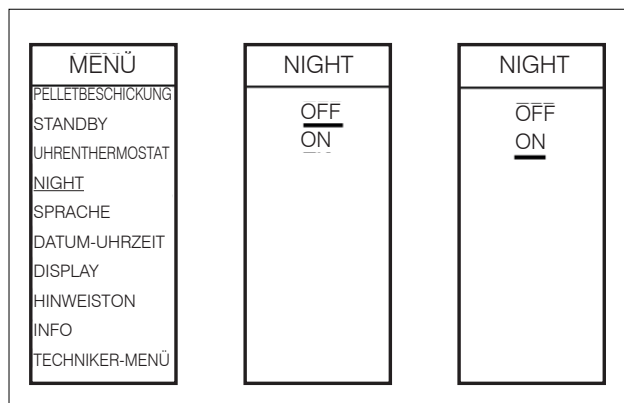 MENÜ
PELLETBESCHICKUNG
STANDBY
UHRENTHERMOSTAT
NIGHT
SPRACHE
DATUM-UHRZEIT
DISPLAY
HINWEISTON
INFO
TECHNIKER-MENÜ
NIGHT
OFF
ON
NIGHT
OFF
ON